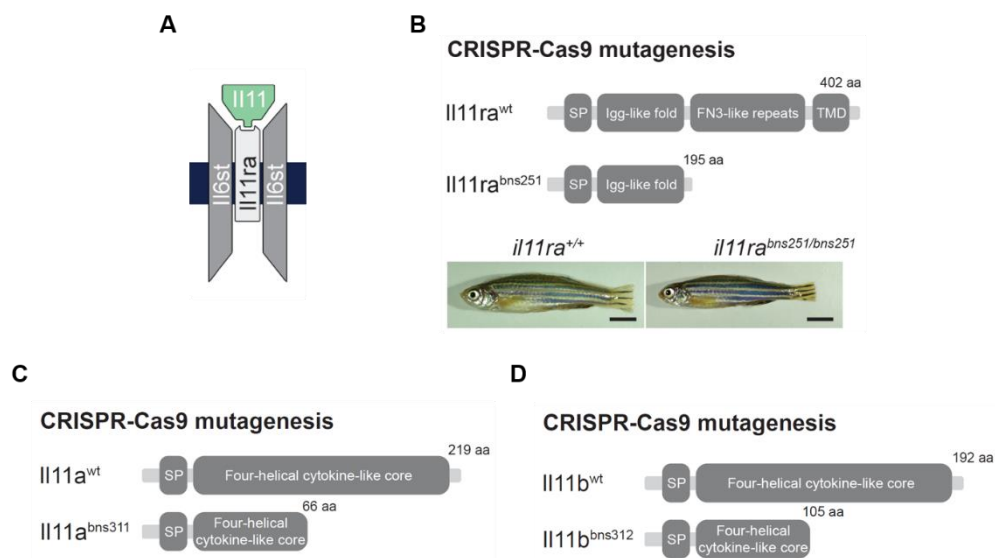 A
Il11
Il6st
Il11ra
Il6st
B
CRISPR-Cas9 mutagenesis
402 aa
Il11ra^wt
SP
Igg-like fold
FN3-like repeats
TMD
195 aa
Il11ra^bns251
SP
Igg-like fold
il11ra^+/+
il11ra^bns251/bns251
C
CRISPR-Cas9 mutagenesis
219 aa
Il11a^wt
SP
Four-helical cytokine-like core
66 aa
Il11a^bns311
SP
Four-helical
cytokine-like core
D
CRISPR-Cas9 mutagenesis
192 aa
Il11b^wt
SP
Four-helical cytokine-like core
105 aa
Il11b^bns312
SP
Four-helical
cytokine-like core